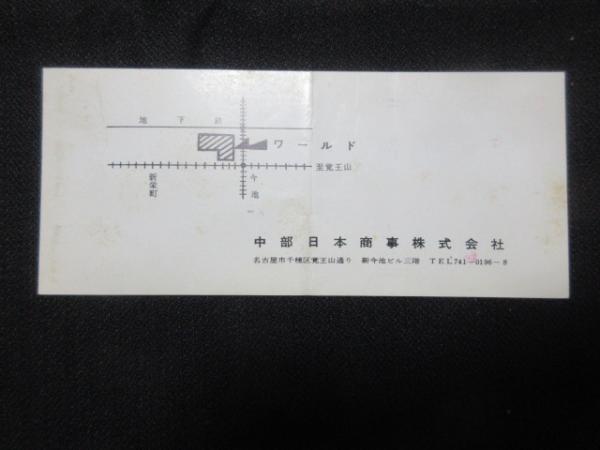 地下鉄
ワールド
至覚王山
新栄町
今池
中部日本商事株式会社
名古屋市千種区覚王山通り 新今池ビル三階 TEL741-0196-8